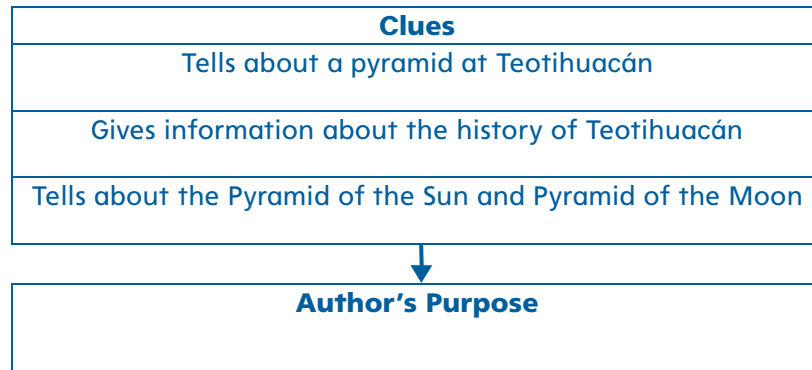 Clues
Tells about a pyramid at Teotihuacán
Gives information about the history of Teotihuacán
Tells about the Pyramid of the Sun and Pyramid of the Moon
Author's Purpose